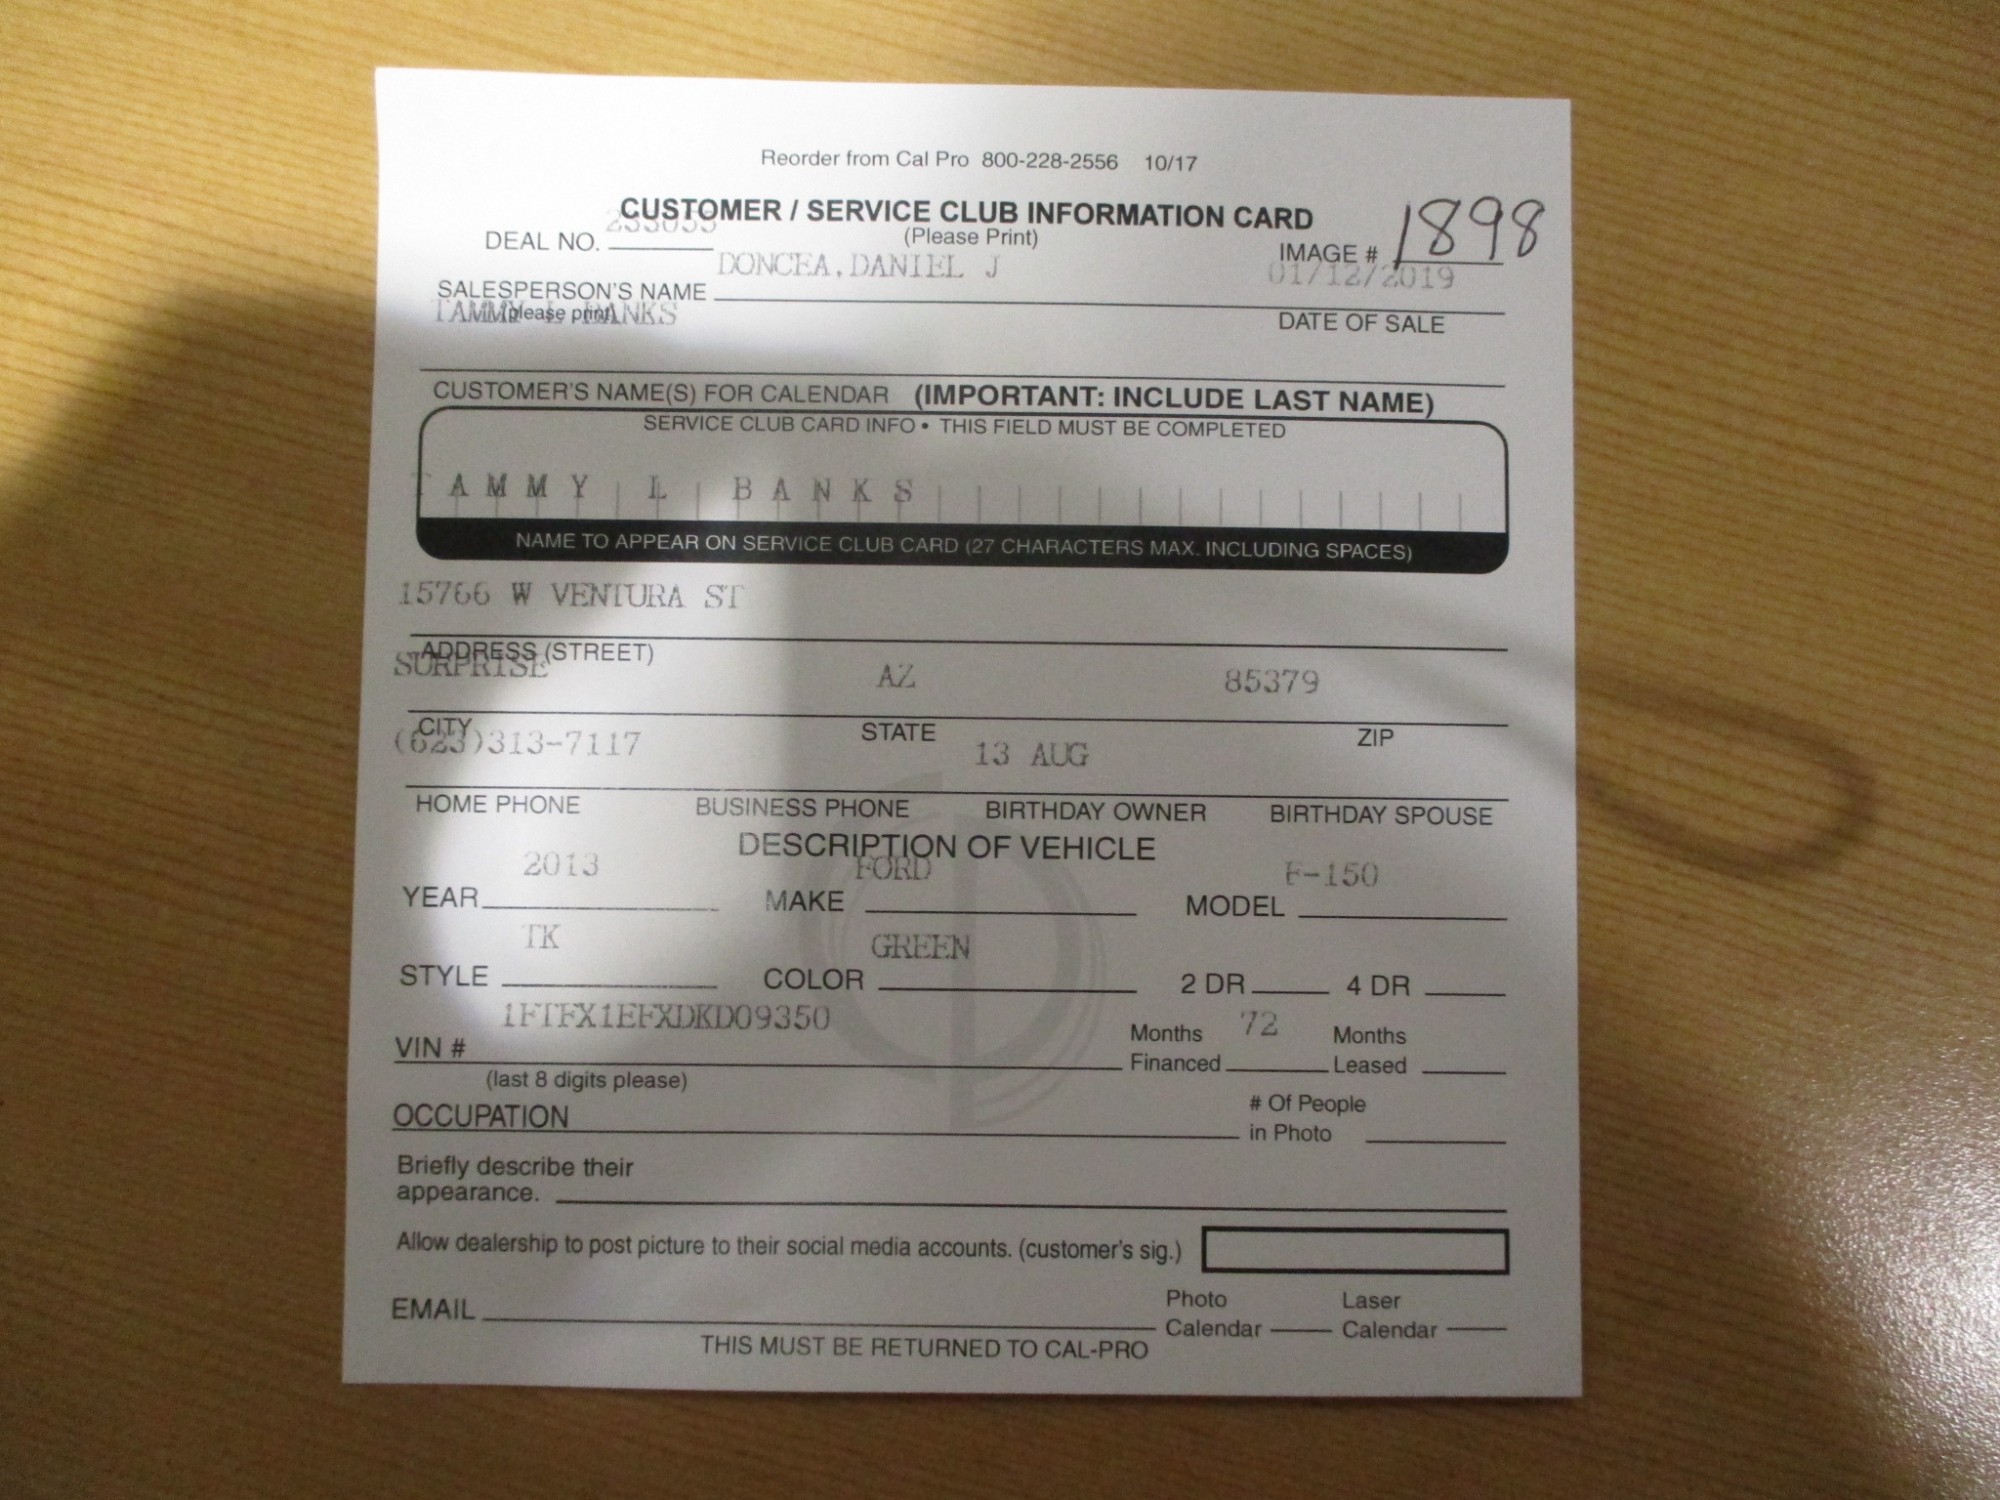 Reorder from Cal Pro 800-228-2556 10/17
CUSTOMER / SERVICE CLUB INFORMATION CARD
(Please Print)
DEAL NO.
IMAGE # 1898
DONCEA, DANIEL J
01/12/2019
SALESPERSON'S NAME
(please print)
TAMMY L BANKS
DATE OF SALE
CUSTOMER'S NAME(S) FOR CALENDAR (IMPORTANT: INCLUDE LAST NAME)
SERVICE CLUB CARD INFO • THIS FIELD MUST BE COMPLETED
TAMMY L BANKS
NAME TO APPEAR ON SERVICE CLUB CARD (27 CHARACTERS MAX. INCLUDING SPACES)
15766 W VENTURA ST
ADDRESS (STREET)
SURPRISE AZ 85379
CITY STATE ZIP
(623)313-7117 13 AUG
HOME PHONE BUSINESS PHONE BIRTHDAY OWNER BIRTHDAY SPOUSE
DESCRIPTION OF VEHICLE
2013 FORD F-150
YEAR MAKE MODEL
TK GREEN
STYLE COLOR 2 DR 4 DR
1FTFX1EFXDKD09350
VIN #
(last 8 digits please)
Months Financed 72 Months Leased
OCCUPATION
# Of People in Photo
Briefly describe their
appearance.
Allow dealership to post picture to their social media accounts. (customer's sig.)
EMAIL
Photo Calendar Laser Calendar
THIS MUST BE RETURNED TO CAL-PRO